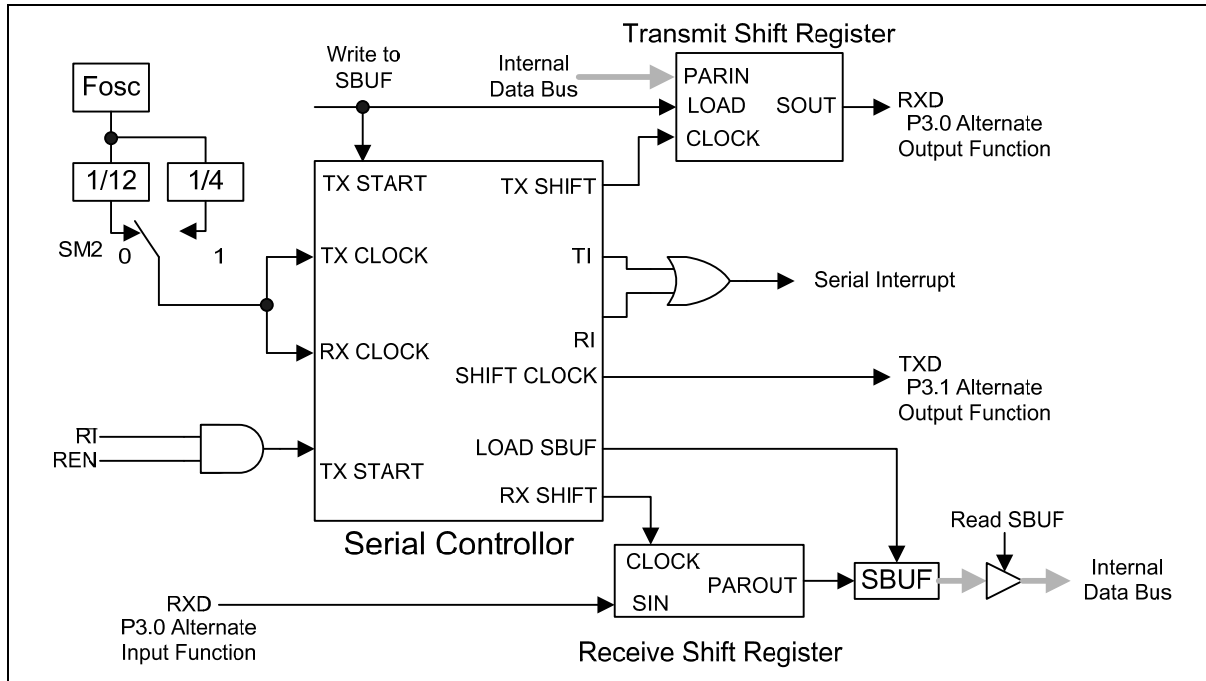 Transmit Shift Register
Write to
SBUF
Internal
Data Bus
Fosc
PARIN
LOAD
SOUT
CLOCK
RXD
P3.0 Alternate
Output Function
1/12
1/4
SM2
0
1
TX START
TX SHIFT
TX CLOCK
TI
Serial Interrupt
RX CLOCK
RI
SHIFT CLOCK
TXD
P3.1 Alternate
Output Function
RI
REN
TX START
LOAD SBUF
RX SHIFT
Serial Controllor
Read SBUF
CLOCK
PAROUT
SIN
SBUF
Internal
Data Bus
RXD
P3.0 Alternate
Input Function
Receive Shift Register